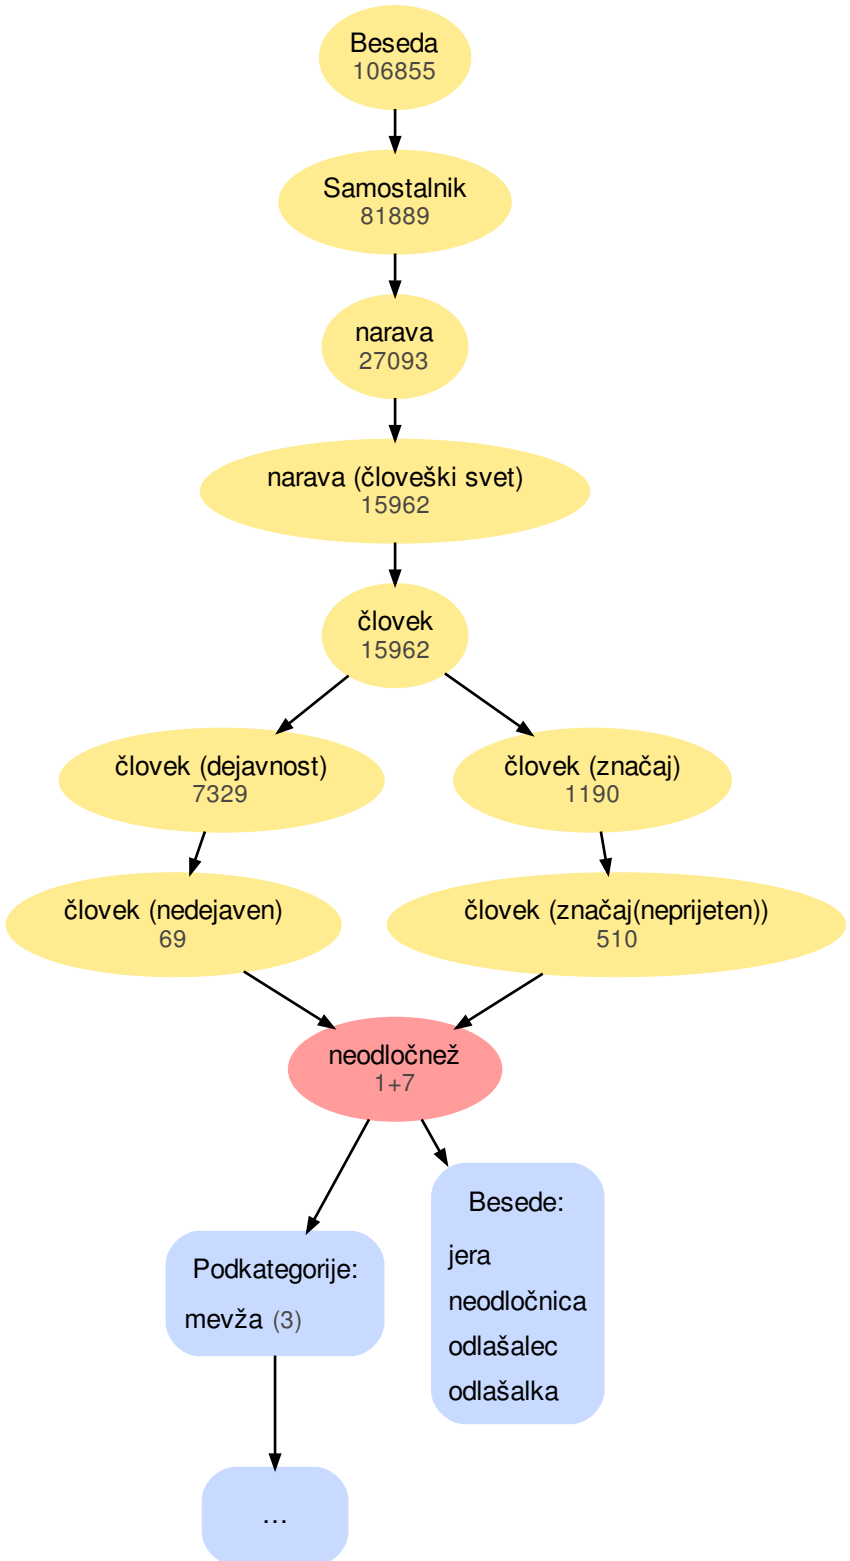 Beseda
106855
Samostalnik
81889
narava
27093
narava (človeški svet)
15962
človek
15962
človek (dejavnost)
7329
človek (značaj)
1190
človek (nedejaven)
69
človek (značaj(neprijeten))
510
neodločnež
1+7
Podkategorije:
mevža (3)
Besede:
jera
neodločnica
odlašalec
odlašalka
…